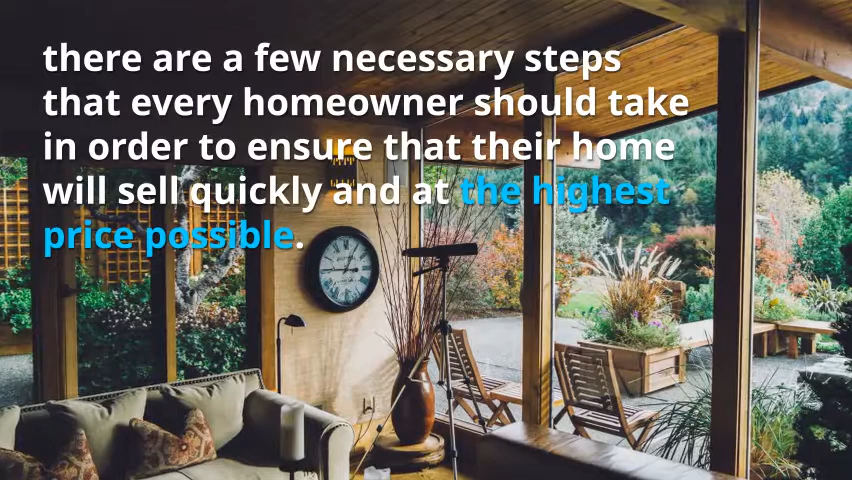 there are a few necessary steps
that every homeowner should take
in order to ensure that their home
will sell quickly and at the highest
price possible.